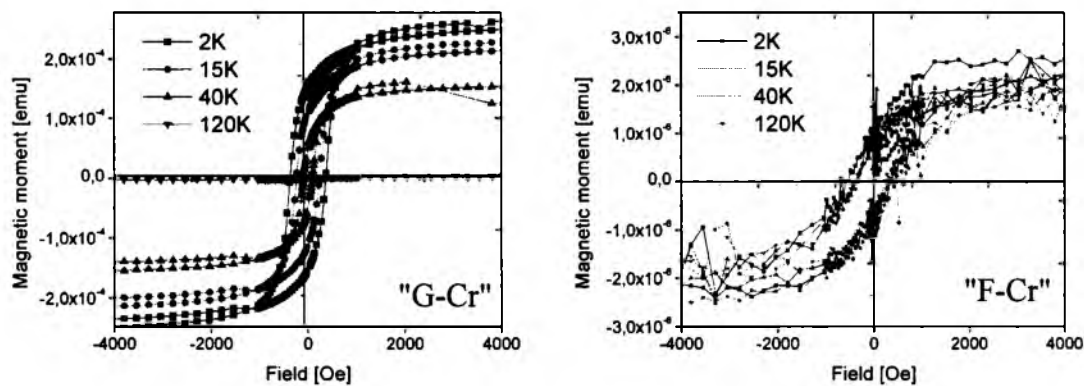 2K
15K
40K
120K
2,0x10⁻⁴
1,0x10⁻⁴
0,0
-1,0x10⁻⁴
-2,0x10⁻⁴
Magnetic moment [emu]
"G-Cr"
-4000 -2000 0 2000 4000
Field [Oe]
2K
15K
40K
120K
3,0x10⁻⁶
2,0x10⁻⁶
1,0x10⁻⁶
0,0
-1,0x10⁻⁶
-2,0x10⁻⁶
-3,0x10⁻⁶
Magnetic moment [emu]
"F-Cr"
-4000 -2000 0 2000 4000
Field [Oe]